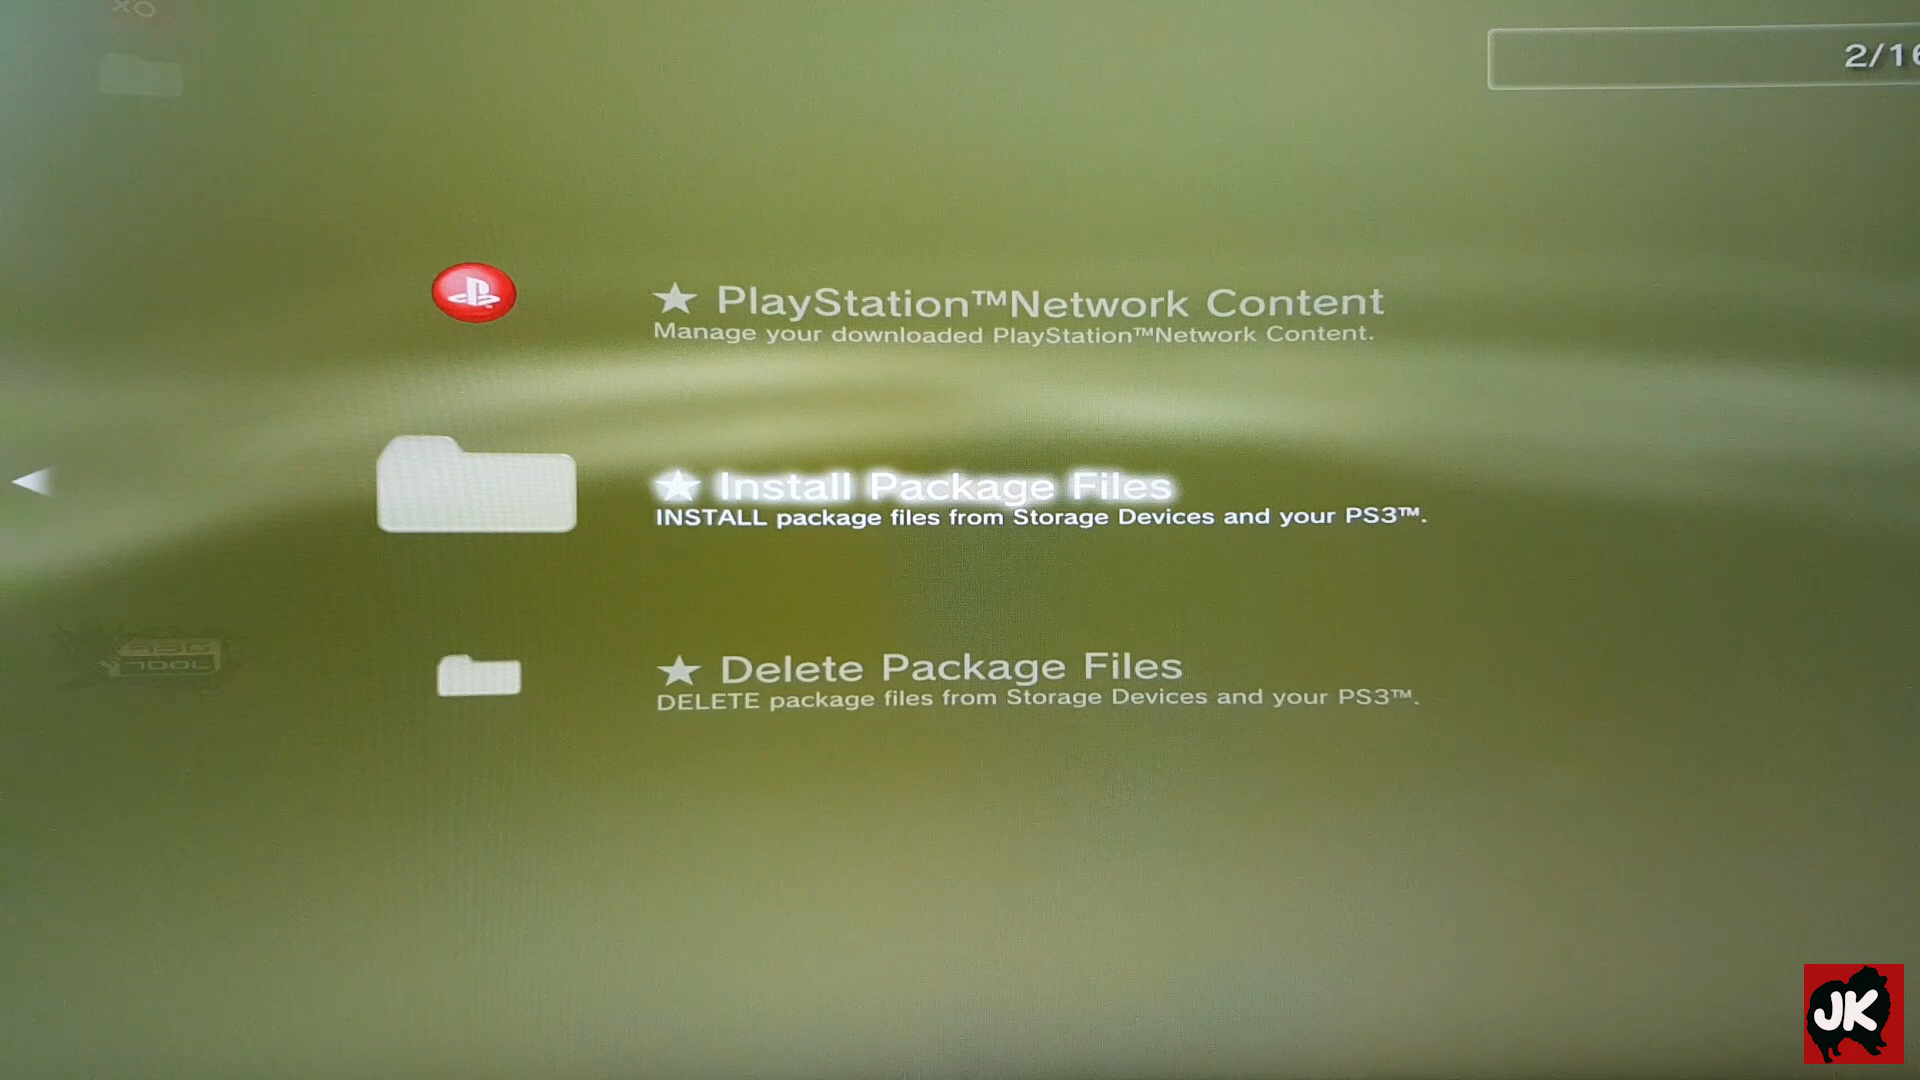 2/16
★ PlayStation™Network Content
Manage your downloaded PlayStation™Network Content.
★ Install Package Files
INSTALL package files from Storage Devices and your PS3™.
★ Delete Package Files
DELETE package files from Storage Devices and your PS3™.
JK